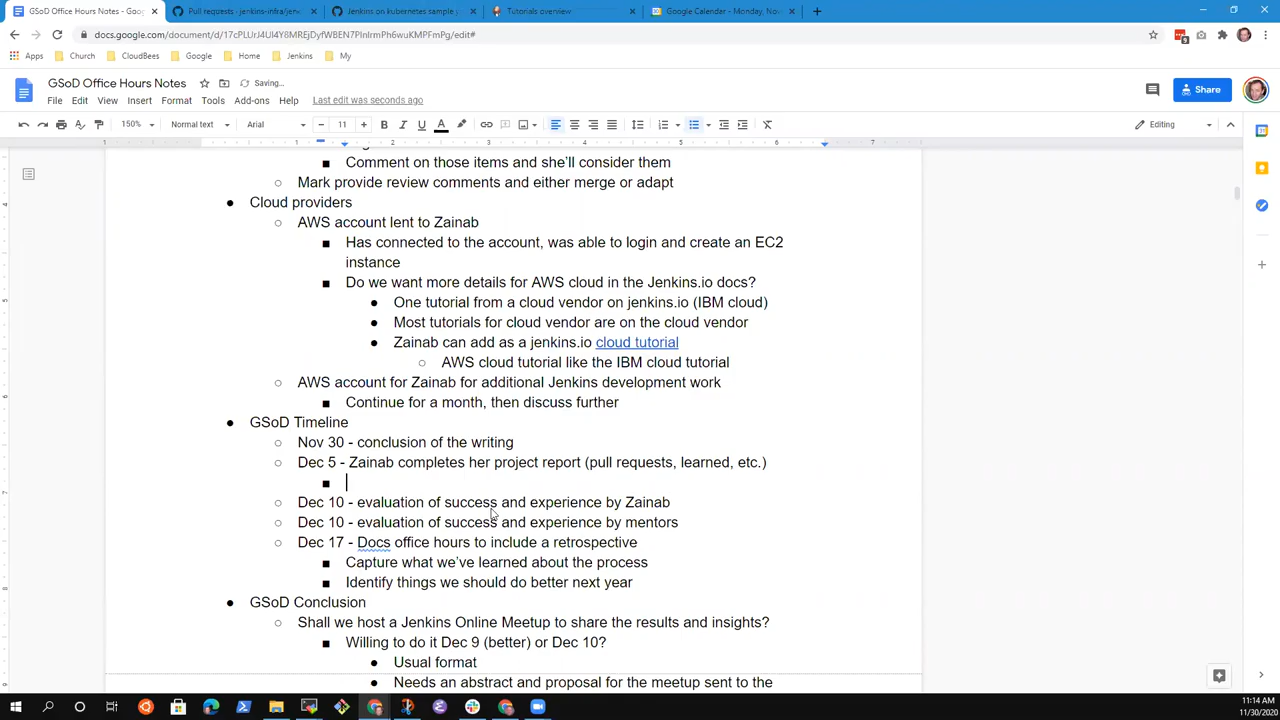 GSoD Office Hours Notes - Goo
Pull requests · jenkins-infra/jen
Jenkins on kubernetes sample
Tutorials overview
Google Calendar - Monday, No
docs.google.com/document/d/17cPLUrJ4Ul4Y8MREjDyfWBEN7PlnIrmPh6wuKMPFmPg/edit#
Apps
Church
CloudBees
Google
Home
Jenkins
My
GSoD Office Hours Notes
Saving...
File
Edit
View
Insert
Format
Tools
Add-ons
Help
Last edit was seconds ago
Share
150%
Normal text
Arial
11
Editing
Comment on those items and she'll consider them
Mark provide review comments and either merge or adapt
Cloud providers
AWS account lent to Zainab
Has connected to the account, was able to login and create an EC2
instance
Do we want more details for AWS cloud in the Jenkins.io docs?
One tutorial from a cloud vendor on jenkins.io (IBM cloud)
Most tutorials for cloud vendor are on the cloud vendor
Zainab can add as a jenkins.io cloud tutorial
AWS cloud tutorial like the IBM cloud tutorial
AWS account for Zainab for additional Jenkins development work
Continue for a month, then discuss further
GSoD Timeline
Nov 30 - conclusion of the writing
Dec 5 - Zainab completes her project report (pull requests, learned, etc.)
Dec 10 - evaluation of success and experience by Zainab
Dec 10 - evaluation of success and experience by mentors
Dec 17 - Docs office hours to include a retrospective
Capture what we've learned about the process
Identify things we should do better next year
GSoD Conclusion
Shall we host a Jenkins Online Meetup to share the results and insights?
Willing to do it Dec 9 (better) or Dec 10?
Usual format
Needs an abstract and proposal for the meetup sent to the
11:14 AM
11/30/2020